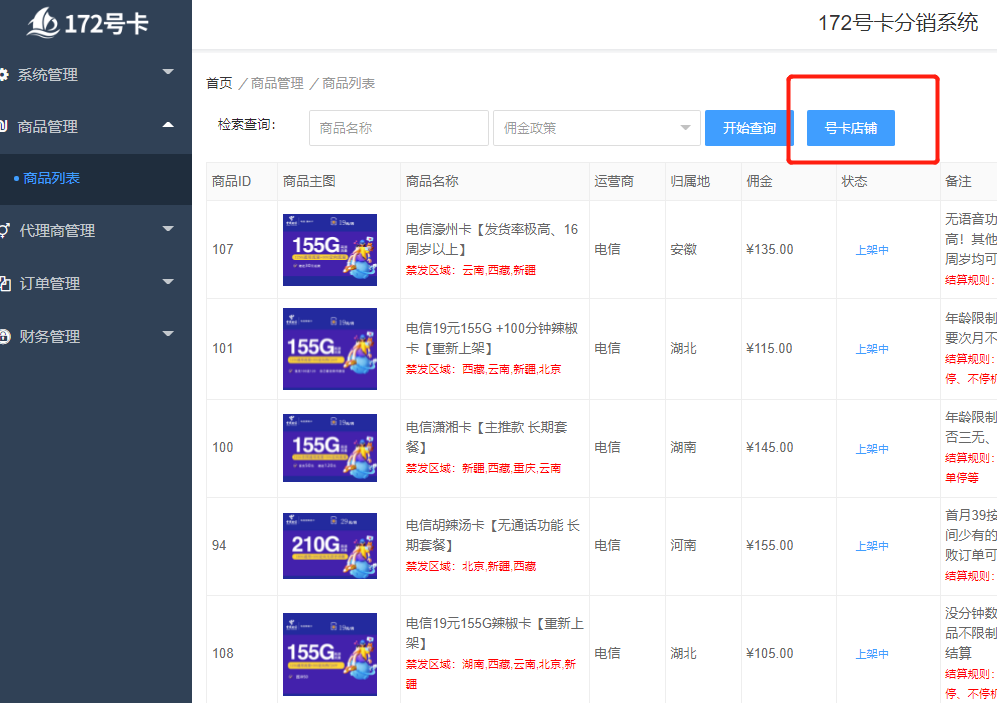 172号卡
172号卡分销系统
系统管理
商品管理
商品列表
代理商管理
订单管理
财务管理
首页 / 商品管理 / 商品列表
检索查询:
商品名称
佣金政策
开始查询
号卡店铺
商品ID 商品主图 商品名称 运营商 归属地 佣金 状态 备注
107
155G
电信濠州卡【发货率极高、16
周岁以上】
禁发区域：云南,西藏,新疆
电信
安徽
¥135.00
上架中
无语音功
高！其他
周岁均可
结算规则：
101
155G
电信19元155G +100分钟辣椒
卡【重新上架】
禁发区域：西藏,云南,新疆,北京
电信
湖北
¥115.00
上架中
年龄限制
要次月不
结算规则：
停、不停机
100
155G
电信潇湘卡【主推款 长期套
餐】
禁发区域：新疆,西藏,重庆,云南
电信
湖南
¥145.00
上架中
年龄限制
否三无、
结算规则：
单停等
94
210G
电信胡辣汤卡【无通话功能 长
期套餐】
禁发区域：北京,新疆,西藏
电信
河南
¥155.00
上架中
首月39按
间少有的
败订单可
结算规则：
108
155G
电信19元155G辣椒卡【重新上
架】
禁发区域：湖南,西藏,云南,北京,新
疆
电信
湖北
¥105.00
上架中
没分钟数
品不限制
结算
结算规则：
停、不停机